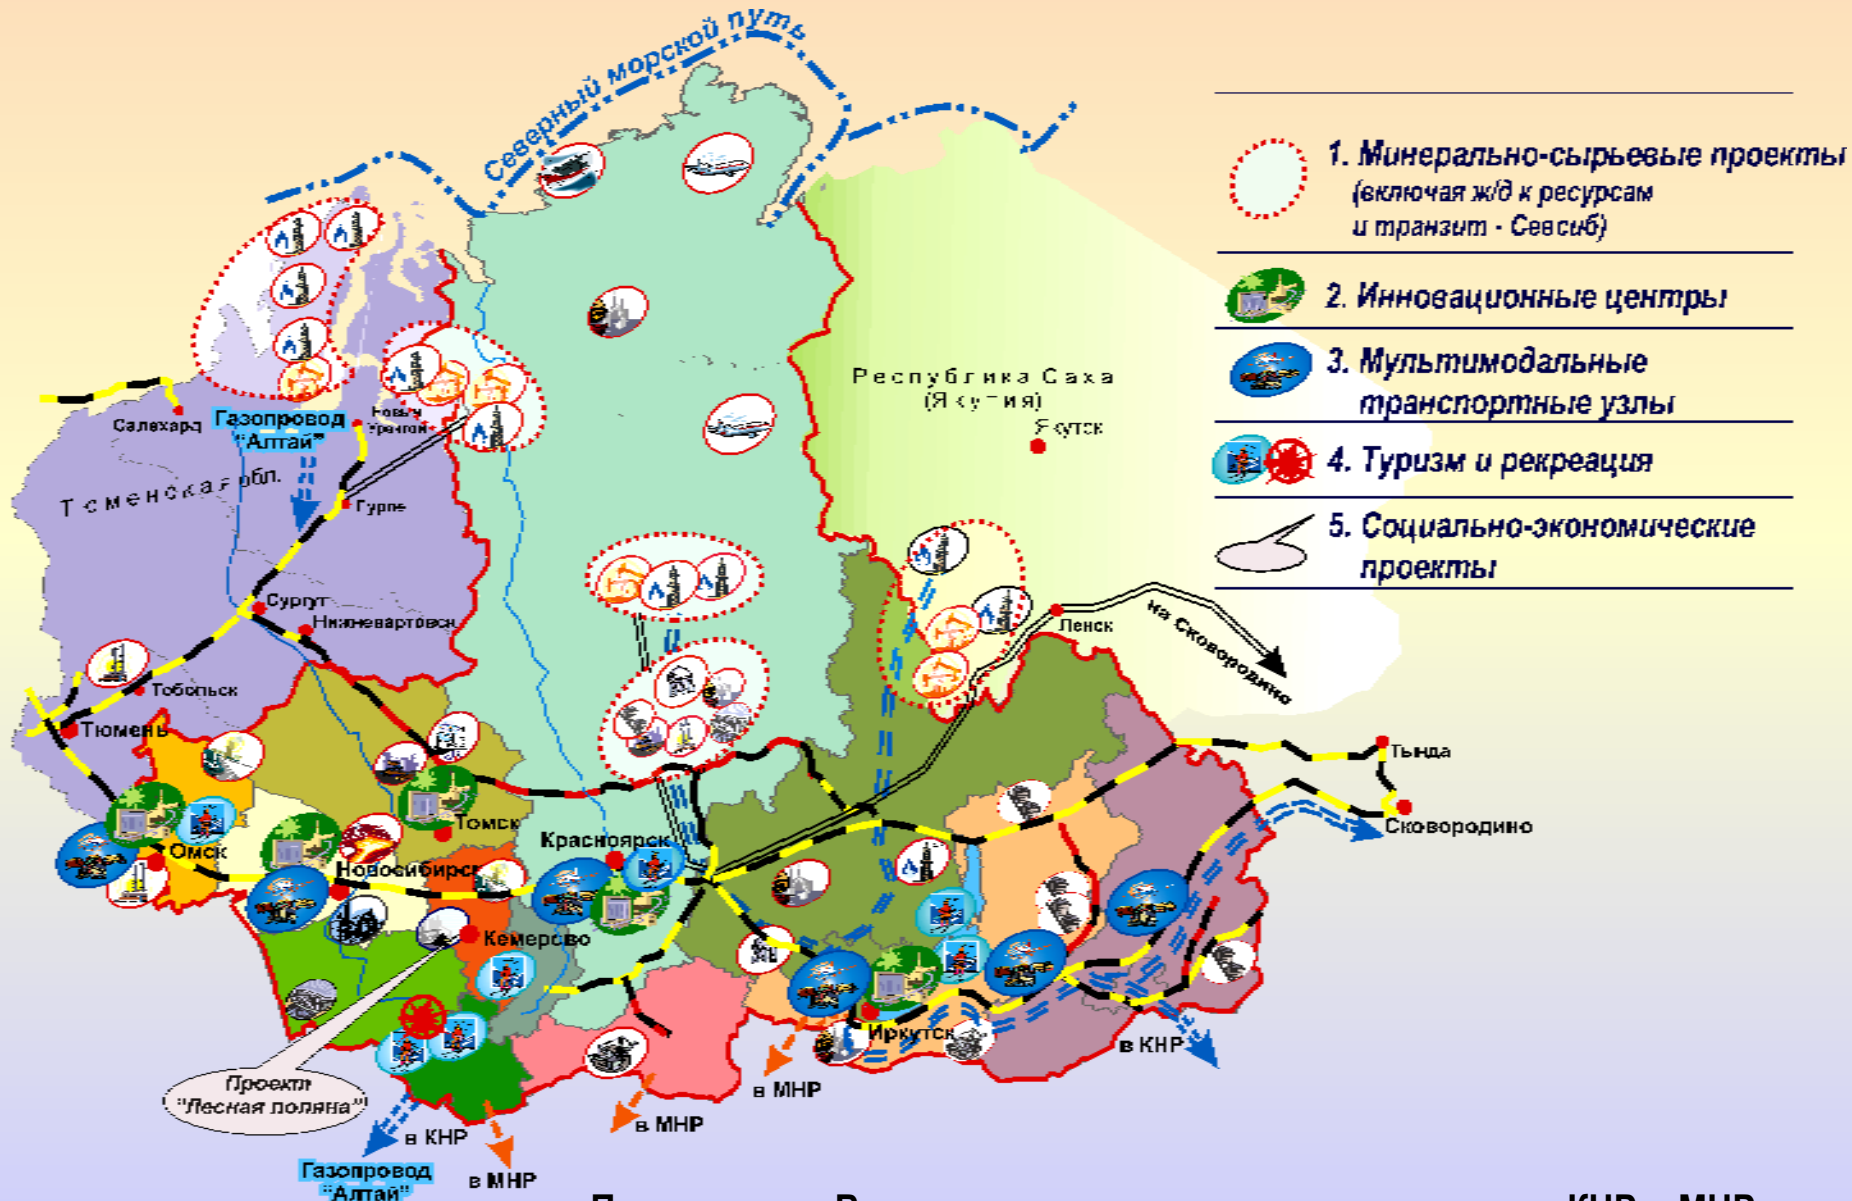 Северный морской путь
1. Минерально-сырьевые проекты
(включая ж/д к ресурсам
и транзит - Севсиб)
2. Инновационные центры
3. Мультимодальные
транспортные узлы
4. Туризм и рекреация
5. Социально-экономические
проекты
Республика Саха
(Якутия)
Якутск
Салехард
Газопровод
"Алтай"
Новый
Уренгой
Тюменская обл.
Сургут
Нижневартовск
Ленск
на Сковородино
Тобольск
Тюмень
Тында
Сковородино
Томск
Красноярск
Омск
Новосибирск
Кемерово
Иркутск
Проект
"Лесная поляна"
в КНР
в МНР
в МНР
в МНР
в КНР
Газопровод
"Алтай"